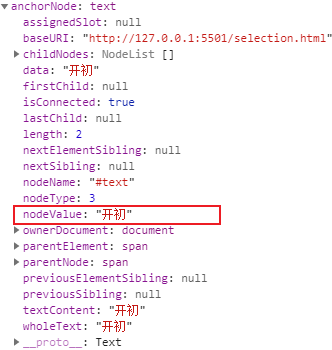 ▼anchorNode: text
assignedSlot: null
baseURI: "http://127.0.0.1:5501/selection.html"
▶childNodes: NodeList []
data: "开初"
firstChild: null
isConnected: true
lastChild: null
length: 2
nextElementSibling: null
nextSibling: null
nodeName: "#text"
nodeType: 3
nodeValue: "开初"
▶ownerDocument: document
▶parentElement: span
▶parentNode: span
previousElementSibling: null
previousSibling: null
textContent: "开初"
wholeText: "开初"
▶__proto__: Text